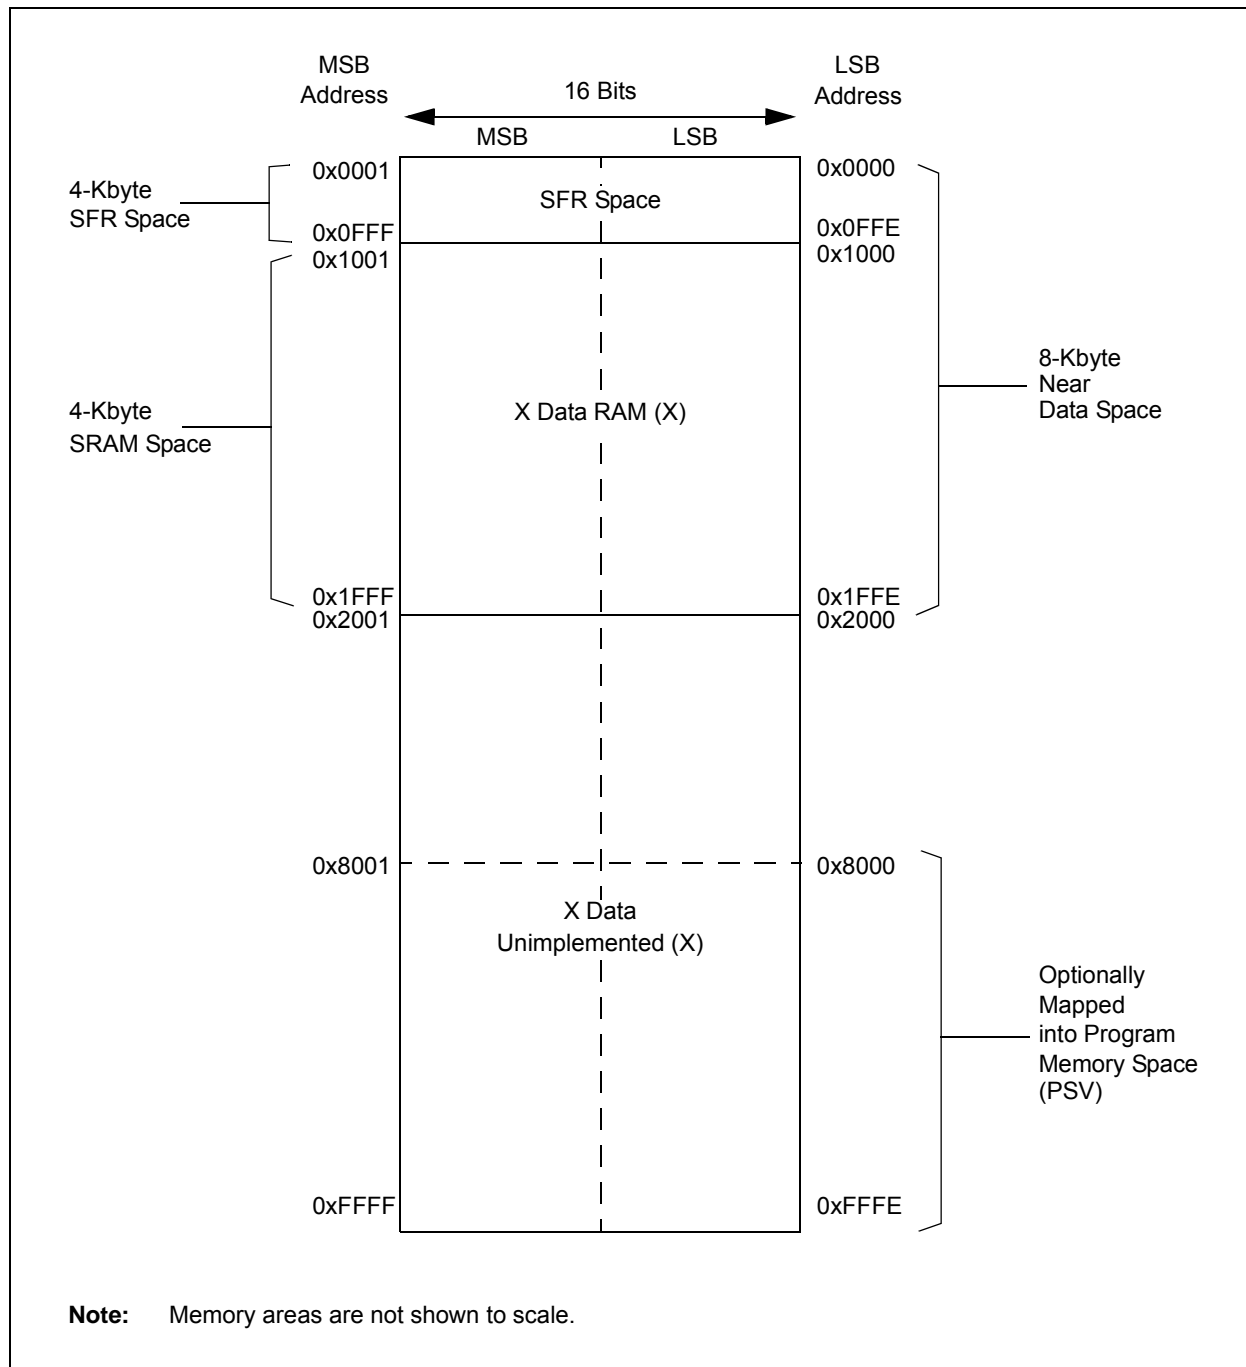 MSB
Address
LSB
Address
16 Bits
MSB
LSB
0x0001
0x0000
4-Kbyte
SFR Space
SFR Space
0x0FFF
0x0FFE
0x1001
0x1000
8-Kbyte
Near
Data Space
4-Kbyte
SRAM Space
X Data RAM (X)
0x1FFF
0x1FFE
0x2001
0x2000
0x8001
0x8000
X Data
Unimplemented (X)
Optionally
Mapped
into Program
Memory Space
(PSV)
0xFFFF
0xFFFE
Note: Memory areas are not shown to scale.